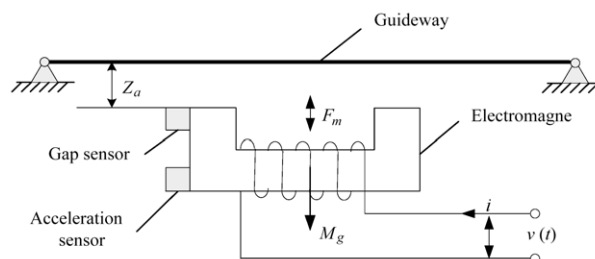 Guideway
Z_a
F_m
Electromagne
Gap sensor
Acceleration
sensor
M_g
i
v (t)